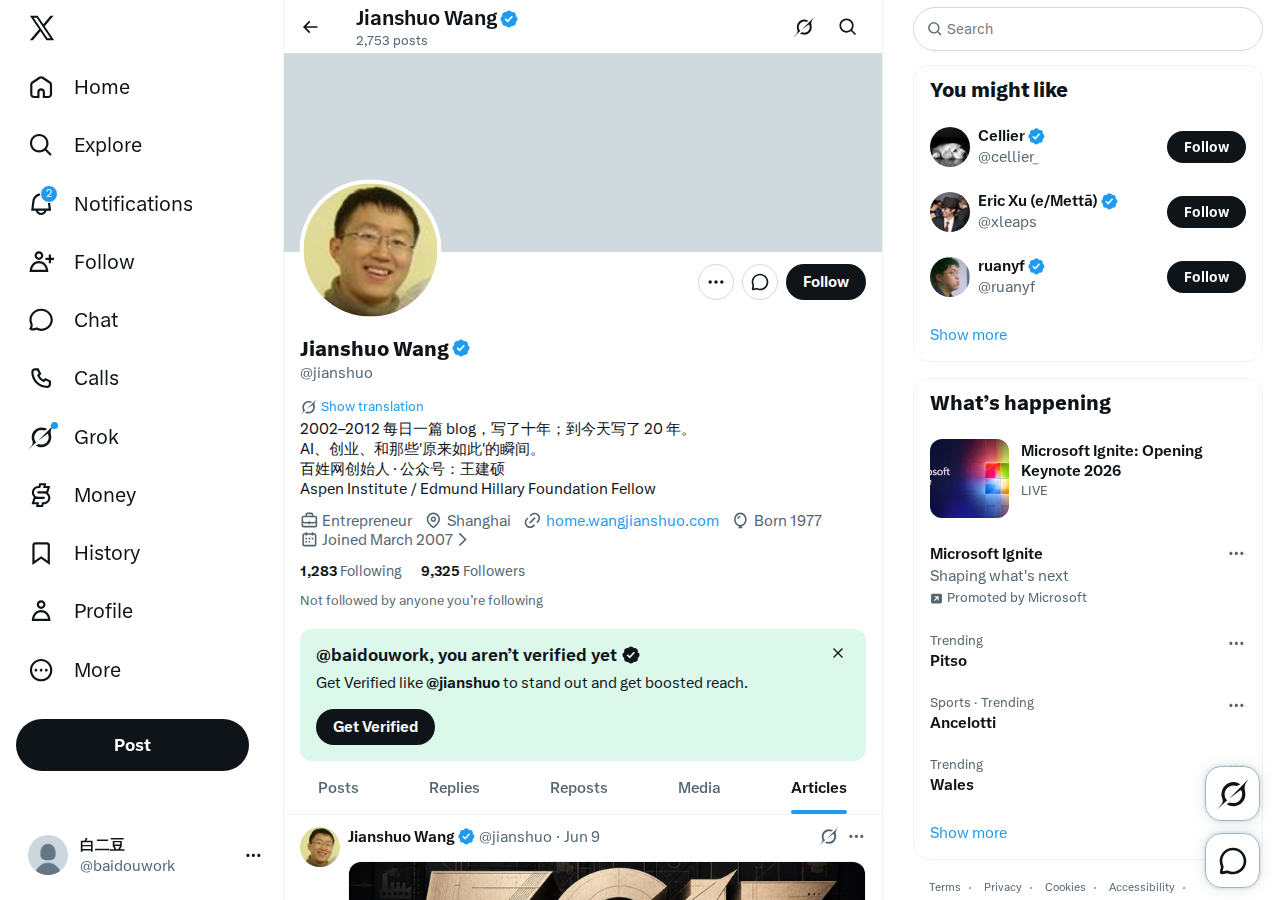 Home
Explore
2
Notifications
Follow
Chat
Calls
Grok
Money
History
Profile
More
Post
白二豆
@baidouwork
Jianshuo Wang
2,753 posts
Follow
Jianshuo Wang
@jianshuo
Show translation
2002–2012 每日一篇 blog，写了十年；到今天写了 20 年。
AI、创业、和那些'原来如此'的瞬间。
百姓网创始人 · 公众号：王建硕
Aspen Institute / Edmund Hillary Foundation Fellow
Entrepreneur Shanghai home.wangjianshuo.com Born 1977
Joined March 2007
1,283 Following 9,325 Followers
Not followed by anyone you’re following
@baidouwork, you aren’t verified yet
Get Verified like @jianshuo to stand out and get boosted reach.
Get Verified
Posts Replies Reposts Media Articles
Jianshuo Wang @jianshuo · Jun 9
Search
You might like
Cellier
@cellier_
Follow
Eric Xu (e/Mettā)
@xleaps
Follow
ruanyf
@ruanyf
Follow
Show more
What’s happening
Microsoft Ignite: Opening
Keynote 2026
LIVE
Microsoft Ignite
Shaping what's next
Promoted by Microsoft
Trending
Pitso
Sports · Trending
Ancelotti
Trending
Wales
Show more
Terms · Privacy · Cookies · Accessibility ·